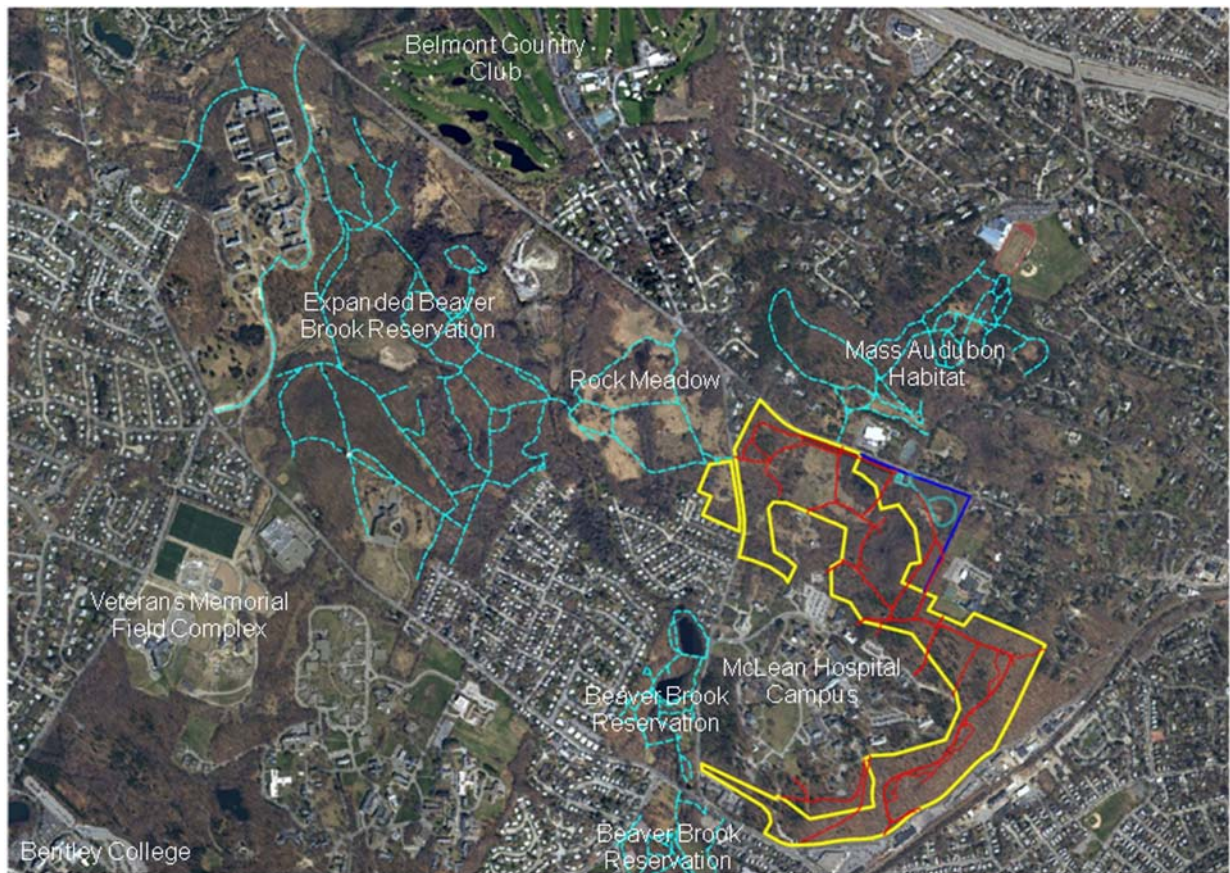 Belmont Country
Club
Expanded Beaver
Brook Reservation
Rock Meadow
Mass Audubon
Habitat
Veteran's Memorial
Field Complex
McLean Hospital
Campus
Beaver Brook
Reservation
Beaver Brook
Reservation
Bentley College